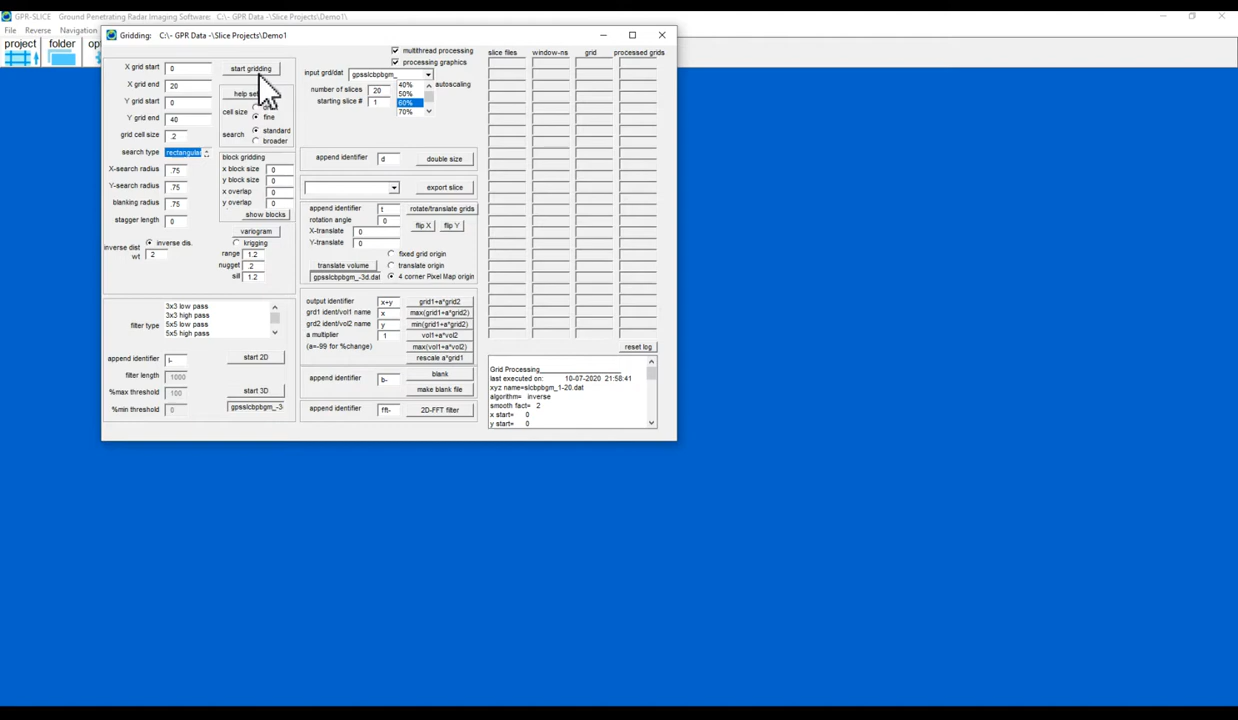 GPR-SLICE Ground Penetrating Radar Imaging Software; C:\- GPR Data -\Slice Projects\Demo1\
File Reverse Navigation
project folder
Gridding: C:\- GPR Data -\Slice Projects\Demo1\
X grid start 0
start gridding
X grid end 20
Y grid start 0
Y grid end 40
grid cell size .2
search type rectangular
X-search radius .75
Y-search radius .75
blanking radius .75
stagger length 0
inverse dis.
inverse dist wt 2
cell size
fine
search standard
broader
block gridding
x block size 0
y block size 0
x overlap 0
y overlap 0
show blocks
variogram
krigging
range 1.2
nugget .2
sill 1.2
filter type
3x3 low pass
3x3 high pass
5x5 low pass
5x5 high pass
append identifier l-
start 2D
filter length 1000
%max threshold 100
start 3D
%min threshold 0
gpsslcbpbgm_-3
multithread processing
processing graphics
input grd/dat gpsslcbpbgm_
number of slices 20
starting slice # 1
40%
50%
60%
70%
autoscaling
append identifier d double size
export slice
append identifier t rotate/translate grids
rotation angle 0
flip X flip Y
X-translate 0
Y-translate 0
fixed grid origin
translate volume translate origin
gpsslcbpbgm_-3d.dat 4 corner Pixel Map origin
output identifier x+y grid1+a*grid2
grd1 ident/vol1 name x max(grid1+a*grid2)
grd2 ident/vol2 name y min(grid1+a*grid2)
a multiplier 1 vol1+a*vol2
(a=-99 for %change) max(vol1+a*vol2)
rescale a*grid1
append identifier b- blank
make blank file
append identifier fft- 2D-FFT filter
slice files window-ns grid processed grids
reset log
Grid Processing
last executed on: 10-07-2020 21:58:41
xyz name=slcbpbgm_1-20.dat
algorithm= inverse
smooth fact= 2
x start= 0
y start= 0